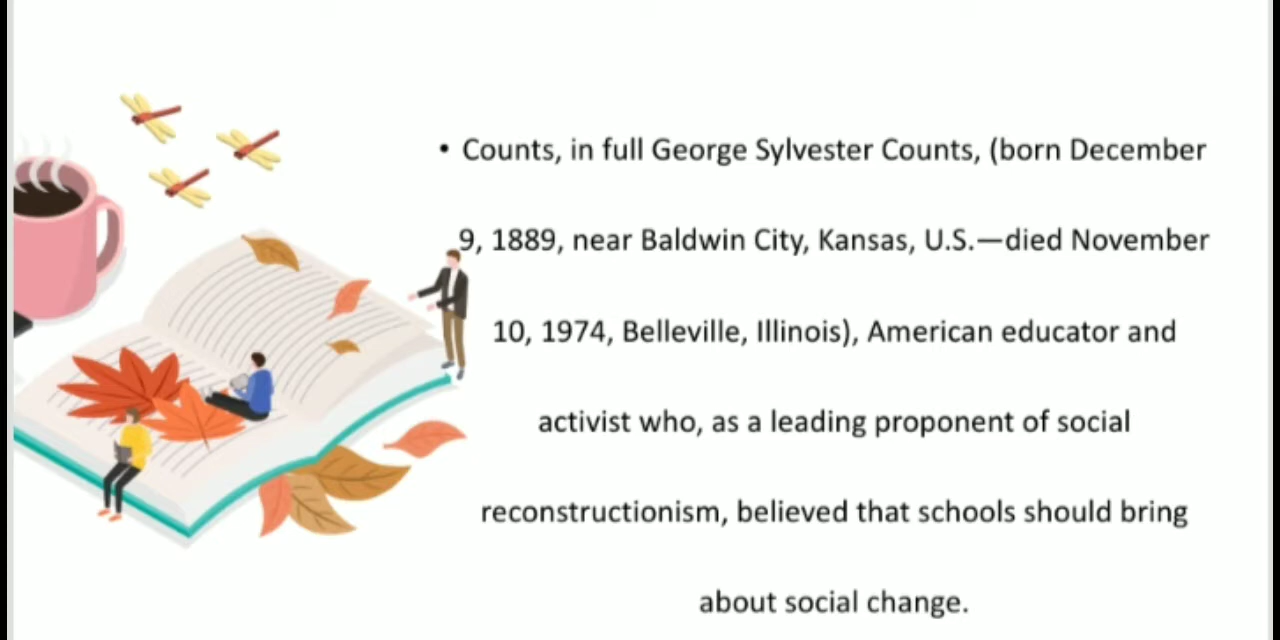 • Counts, in full George Sylvester Counts, (born December
9, 1889, near Baldwin City, Kansas, U.S.—died November
10, 1974, Belleville, Illinois), American educator and
activist who, as a leading proponent of social
reconstructionism, believed that schools should bring
about social change.